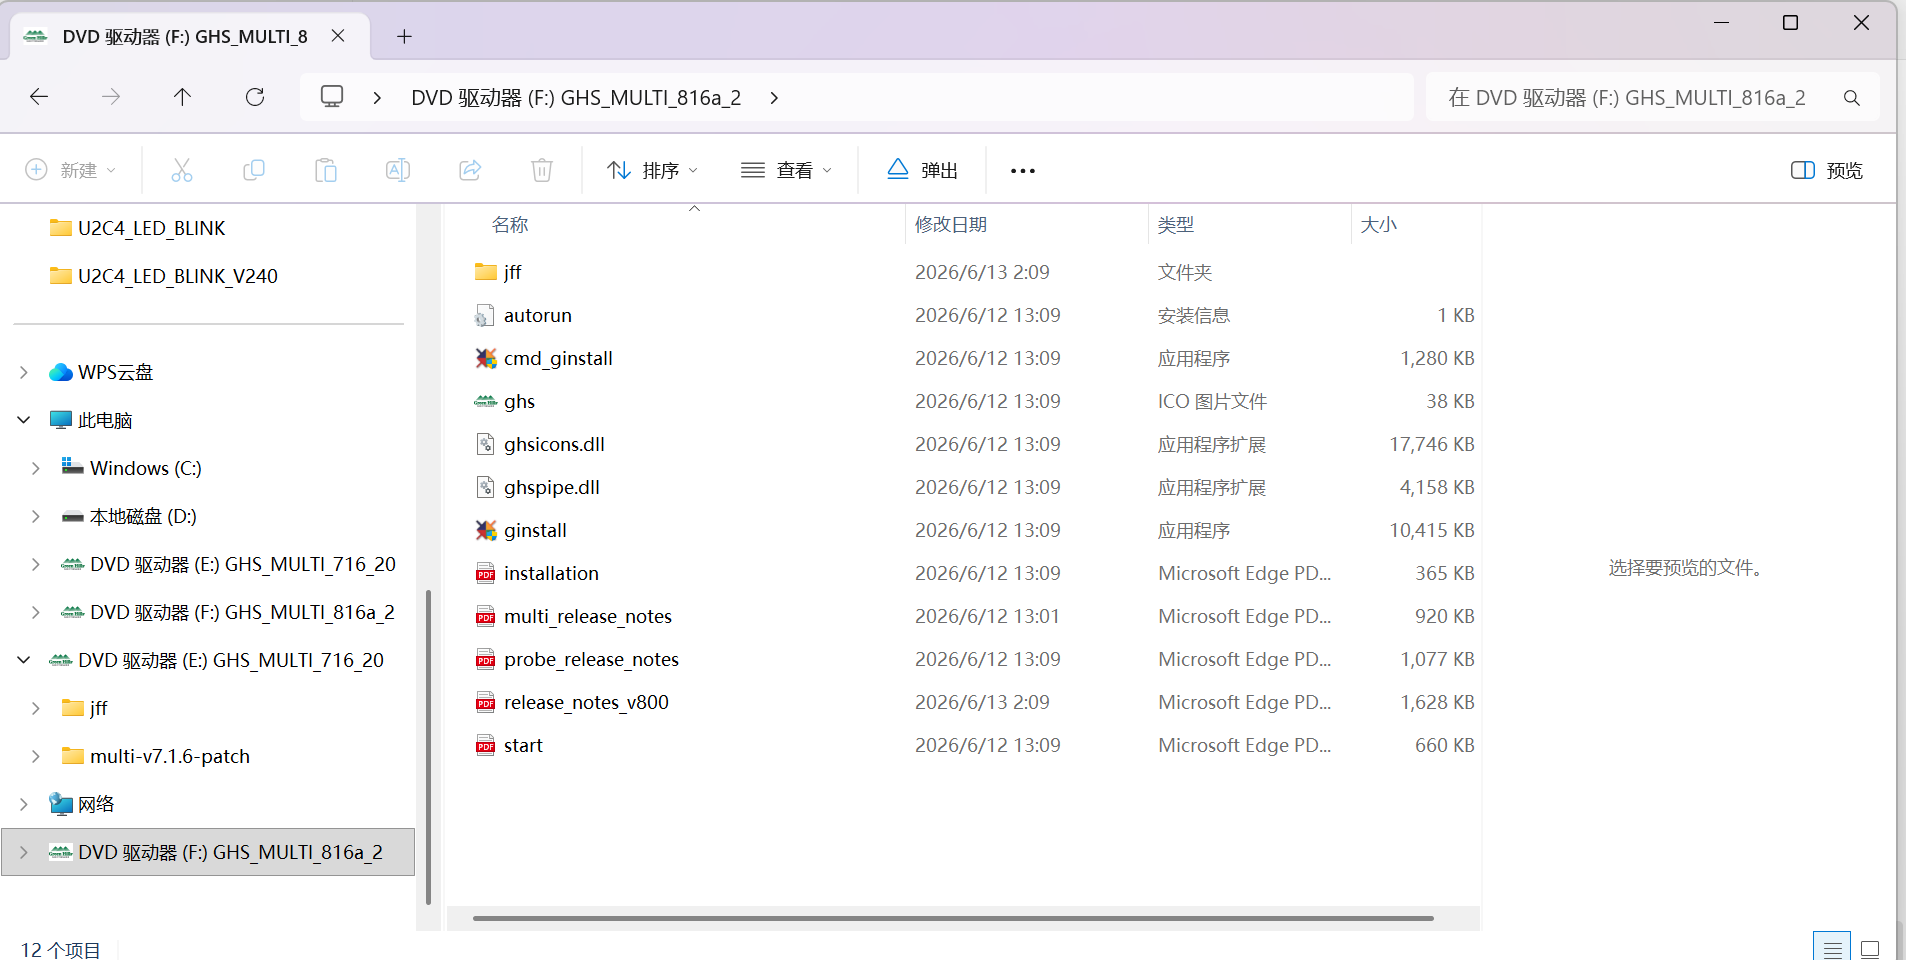 DVD 驱动器 (F:) GHS_MULTI_8
DVD 驱动器 (F:) GHS_MULTI_816a_2
在 DVD 驱动器 (F:) GHS_MULTI_816a_2
新建
排序
查看
弹出
预览
U2C4_LED_BLINK
U2C4_LED_BLINK_V240
WPS云盘
此电脑
Windows (C:)
本地磁盘 (D:)
DVD 驱动器 (E:) GHS_MULTI_716_20
DVD 驱动器 (F:) GHS_MULTI_816a_2
DVD 驱动器 (E:) GHS_MULTI_716_20
jff
multi-v7.1.6-patch
网络
DVD 驱动器 (F:) GHS_MULTI_816a_2
名称 修改日期 类型 大小
jff 2026/6/13 2:09 文件夹
autorun 2026/6/12 13:09 安装信息 1 KB
cmd_ginstall 2026/6/12 13:09 应用程序 1,280 KB
ghs 2026/6/12 13:09 ICO 图片文件 38 KB
ghsicons.dll 2026/6/12 13:09 应用程序扩展 17,746 KB
ghspipe.dll 2026/6/12 13:09 应用程序扩展 4,158 KB
ginstall 2026/6/12 13:09 应用程序 10,415 KB
installation 2026/6/12 13:09 Microsoft Edge PD... 365 KB
multi_release_notes 2026/6/12 13:01 Microsoft Edge PD... 920 KB
probe_release_notes 2026/6/12 13:09 Microsoft Edge PD... 1,077 KB
release_notes_v800 2026/6/13 2:09 Microsoft Edge PD... 1,628 KB
start 2026/6/12 13:09 Microsoft Edge PD... 660 KB
选择要预览的文件。
12 个项目